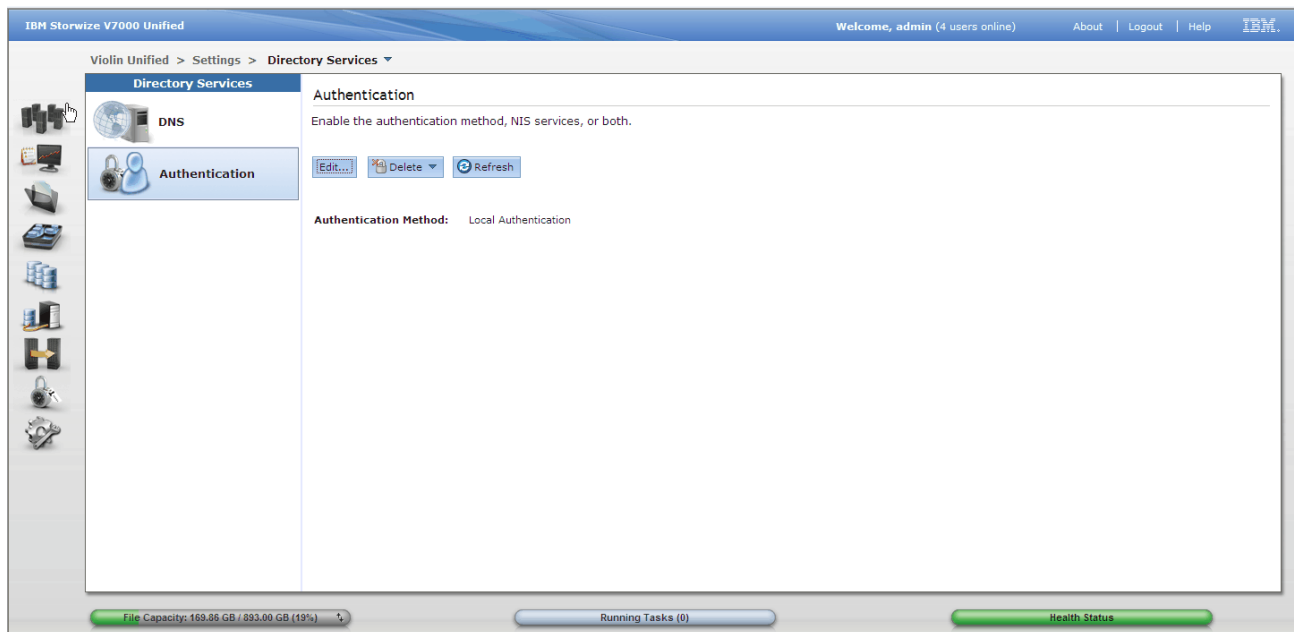 IBM Storwize V7000 Unified
Welcome, admin (4 users online) About | Logout | Help IBM.
Violin Unified > Settings > Directory Services
Directory Services
DNS
Authentication
Authentication
Enable the authentication method, NIS services, or both.
Edit... Delete Refresh
Authentication Method: Local Authentication
File Capacity: 169.86 GB / 893.00 GB (19%) Running Tasks (0) Health Status